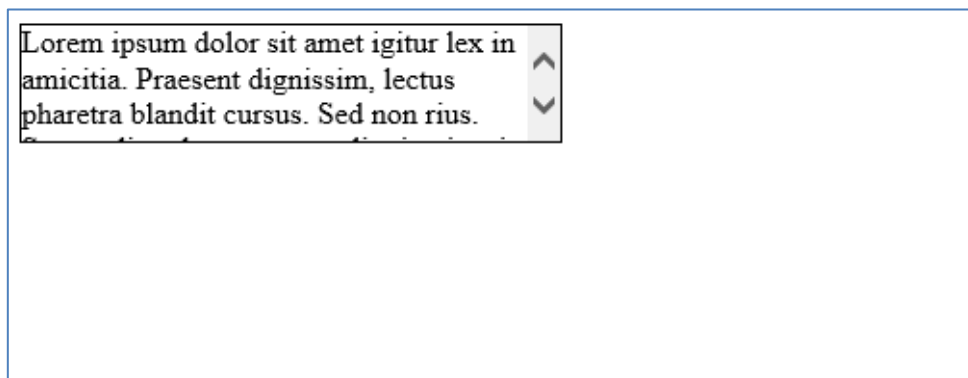 Lorem ipsum dolor sit amet igitur lex in
amicitia. Praesent dignissim, lectus
pharetra blandit cursus. Sed non rius.